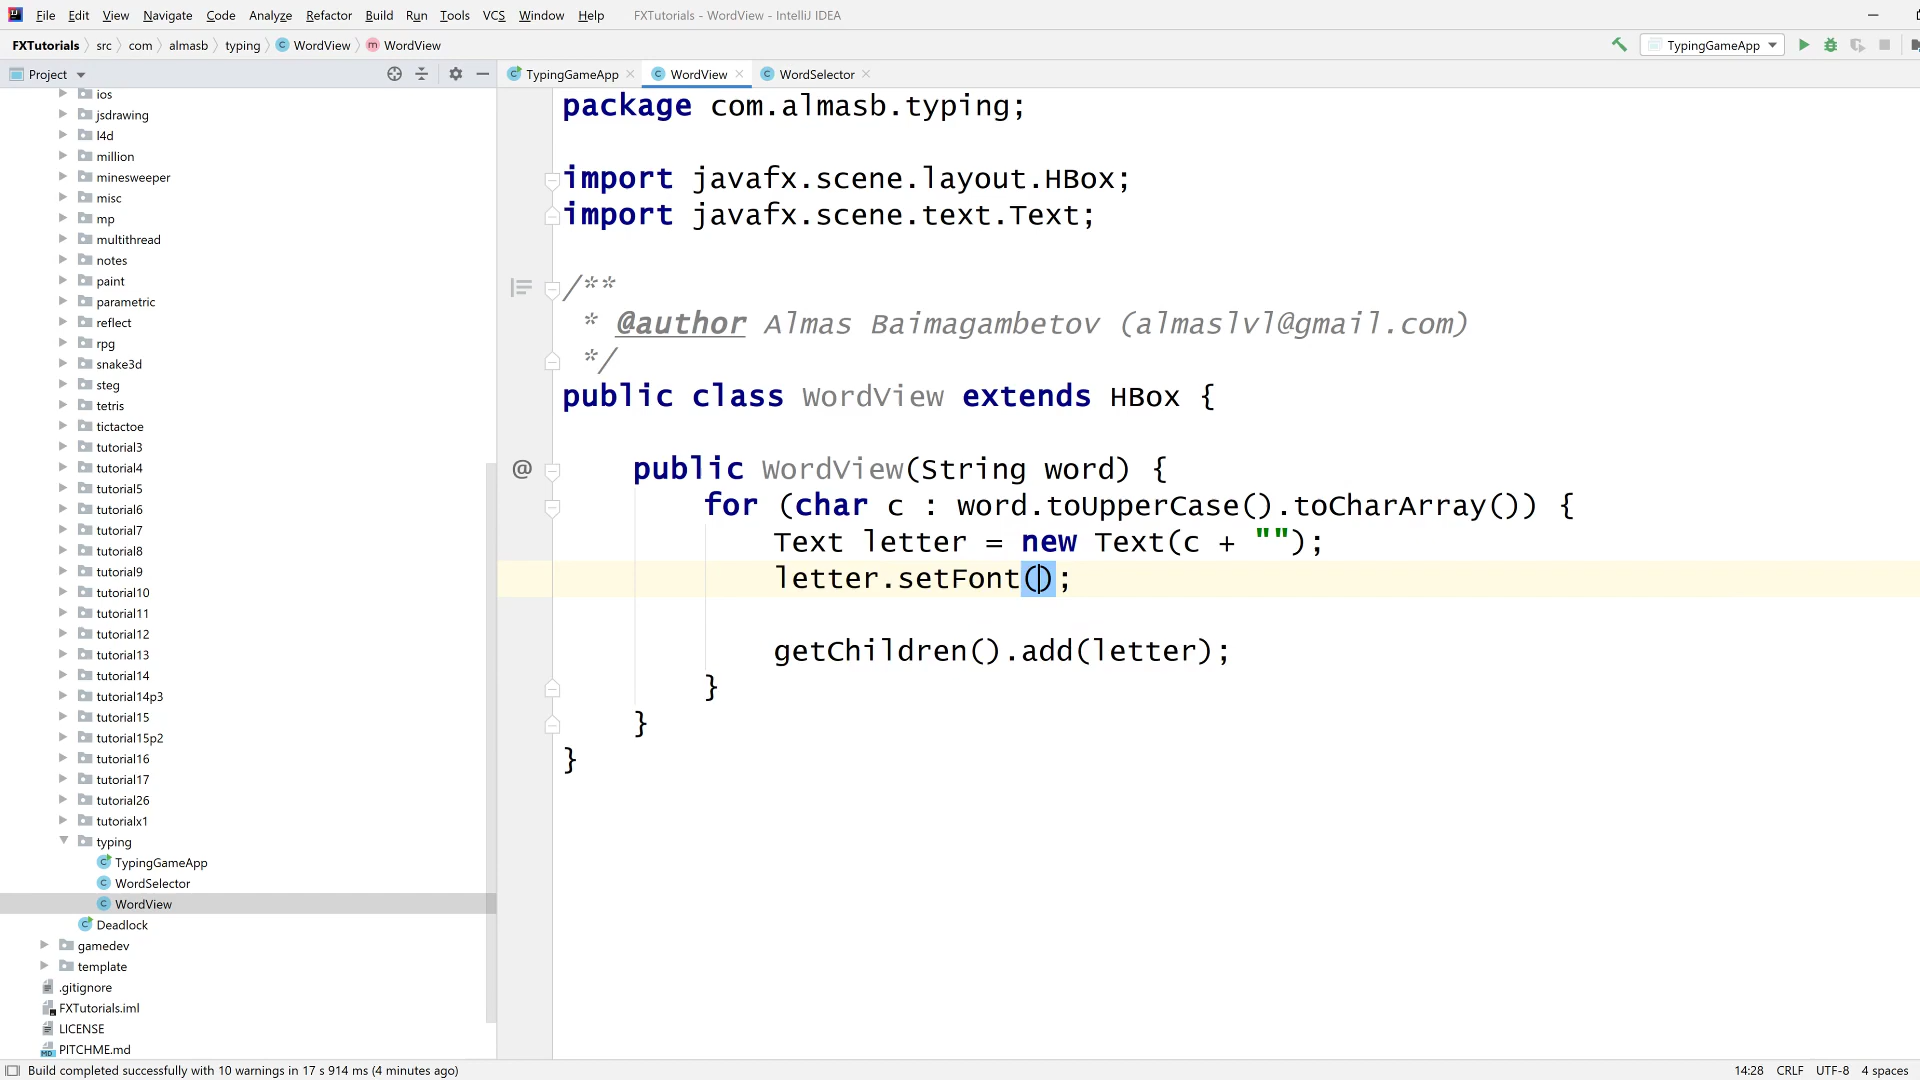 File Edit View Navigate Code Analyze Refactor Build Run Tools VCS Window Help FXTutorials - WordView - IntelliJ IDEA
FXTutorials src com almasb typing WordView WordView TypingGameApp
Project TypingGameApp WordView WordSelector
ios
jsdrawing
l4d
million
minesweeper
misc
mp
multithread
notes
paint
parametric
reflect
rpg
snake3d
steg
tetris
tictactoe
tutorial3
tutorial4
tutorial5
tutorial6
tutorial7
tutorial8
tutorial9
tutorial10
tutorial11
tutorial12
tutorial13
tutorial14
tutorial14p3
tutorial15
tutorial15p2
tutorial16
tutorial17
tutorial26
tutorialx1
typing
TypingGameApp
WordSelector
WordView
Deadlock
gamedev
template
.gitignore
FXTutorials.iml
LICENSE
PITCHME.md
package com.almasb.typing;
import javafx.scene.layout.HBox;
import javafx.scene.text.Text;
/**
* @author Almas Baimagambetov (almaslvl@gmail.com)
*/
public class WordView extends HBox {
public WordView(String word) {
for (char c : word.toUpperCase().toCharArray()) {
Text letter = new Text(c + "");
letter.setFont();
getChildren().add(letter);
}
}
}
Build completed successfully with 10 warnings in 17 s 914 ms (4 minutes ago) 14:28 CRLF UTF-8 4 spaces